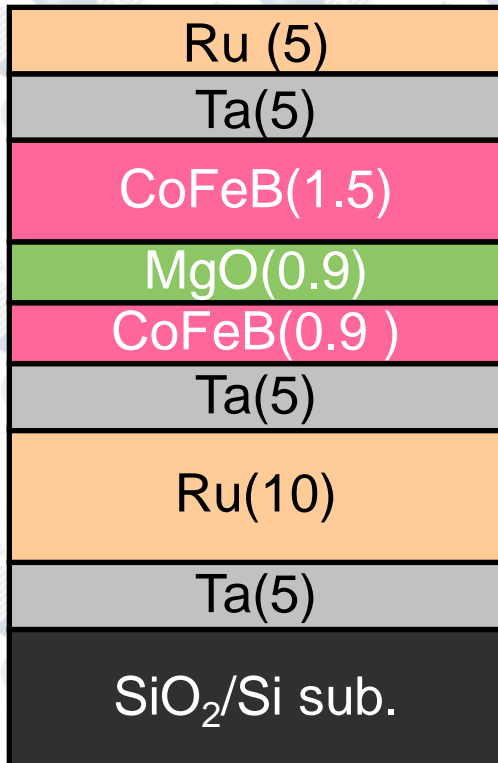 Ru (5)
Ta(5)
CoFeB(1.5)
MgO(0.9)
CoFeB(0.9 )
Ta(5)
Ru(10)
Ta(5)
SiO₂/Si sub.